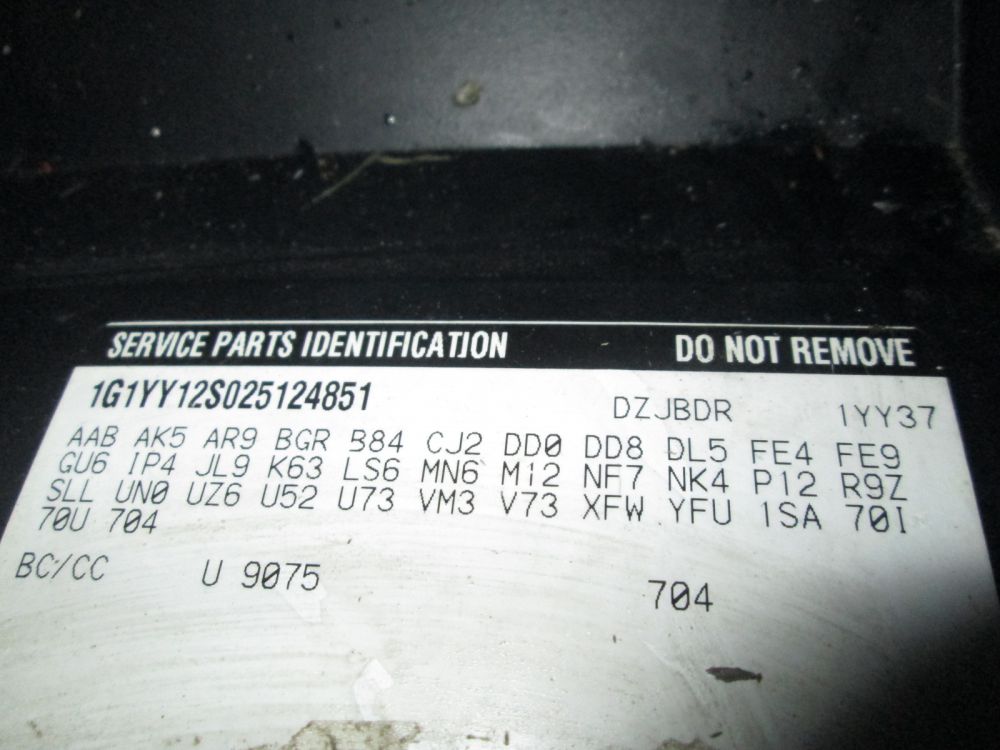 SERVICE PARTS IDENTIFICATION DO NOT REMOVE
1G1YY12S025124851 DZJBDR 1YY37
AAB AK5 AR9 BGR B84 CJ2 DD0 DD8 DL5 FE4 FE9
GU6 IP4 JL9 K63 LS6 MN6 M12 NF7 NK4 P12 R9Z
SLL UN0 UZ6 U52 U73 VM3 V73 XFW YFU 1SA 70I
70U 704
BC/CC U 9075 704